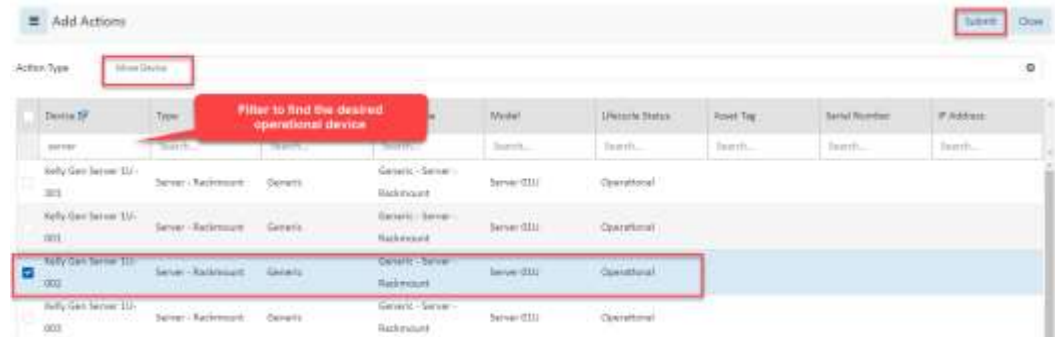 Add Actions
Submit Close
Action Type Move Device
Device Type Model Lifecycle Status Asset Tag Serial Number IP Address
Filter to find the desired
operational device
server Search... Search... Search... Search... Search... Search... Search... Search...
Kelly Gen Server 1U-
Server - Rackmount Generic Generic - Server -
Rackmount Server 01U Operational
Kelly Gen Server 1U-
001 Server - Rackmount Generic Generic - Server -
Rackmount Server 01U Operational
Kelly Gen Server 1U-
002 Server - Rackmount Generic Generic - Server -
Rackmount Server 01U Operational
Kelly Gen Server 1U-
003 Server - Rackmount Generic Generic - Server -
Rackmount Server 01U Operational